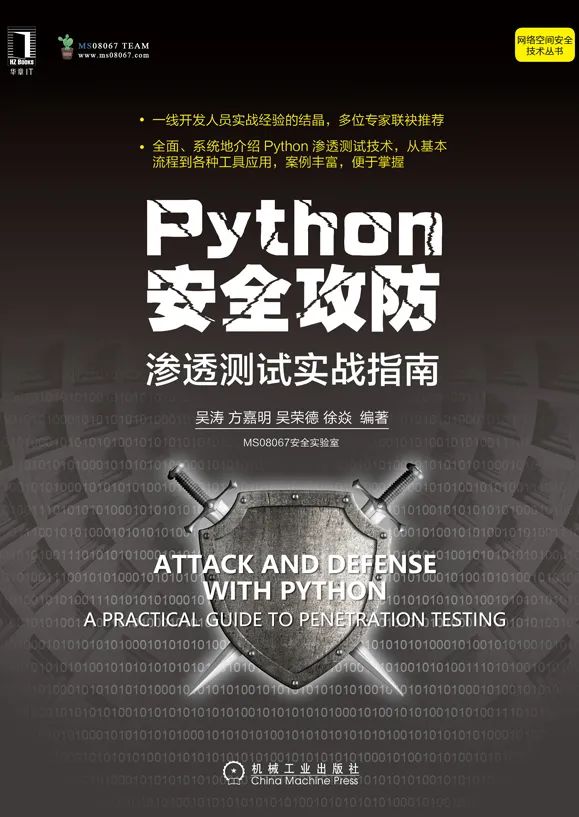 HZ Books
华章IT
MS08067 TEAM
www.ms08067.com
网络空间安全
技术丛书
• 一线开发人员实战经验的结晶，多位专家联袂推荐
• 全面、系统地介绍 Python 渗透测试技术，从基本
流程到各种工具应用，案例丰富，便于掌握
Python
安全攻防
渗透测试实战指南
吴涛 方嘉明 吴荣德 徐焱 编著
MS08067安全实验室
ATTACK AND DEFENSE
WITH PYTHON
A PRACTICAL GUIDE TO PENETRATION TESTING
机械工业出版社
China Machine Press